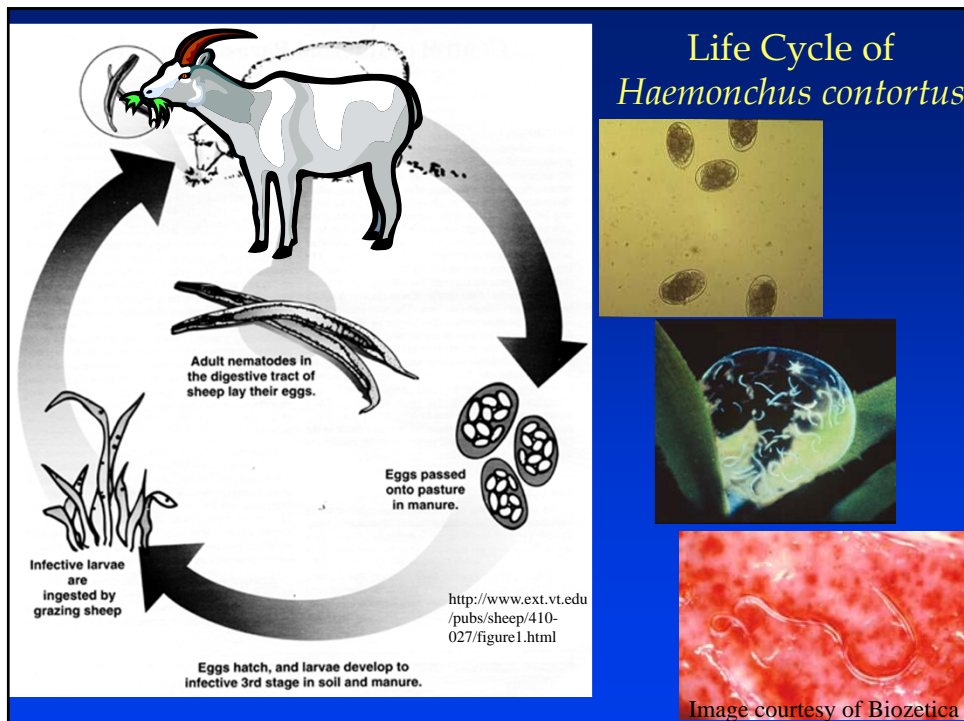 Life Cycle of
Haemonchus contortus
Adult nematodes in
the digestive tract of
sheep lay their eggs.
Eggs passed
onto pasture
in manure.
Infective larvae
are
ingested by
grazing sheep
http://www.ext.vt.edu
/pubs/sheep/410-
027/figure1.html
Eggs hatch, and larvae develop to
infective 3rd stage in soil and manure.
Image courtesy of Biozetica